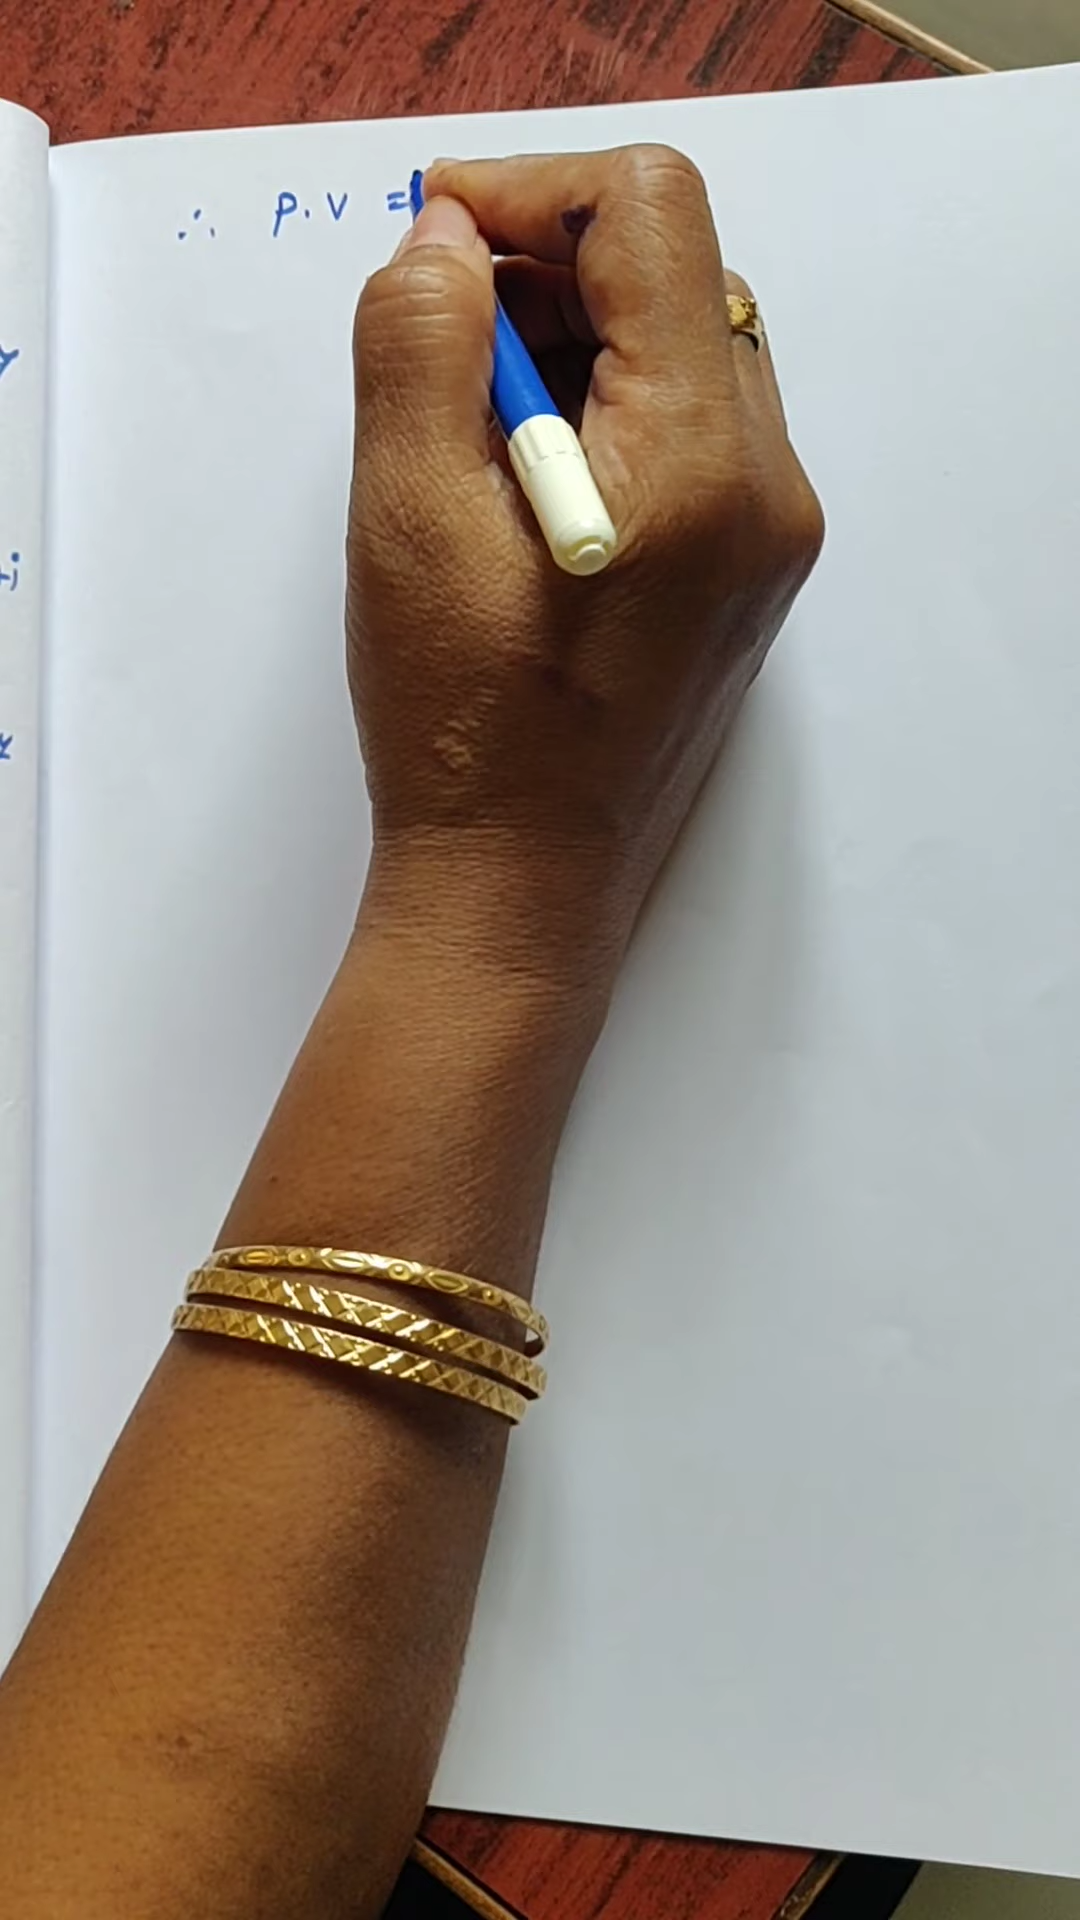 ∴ P.V =